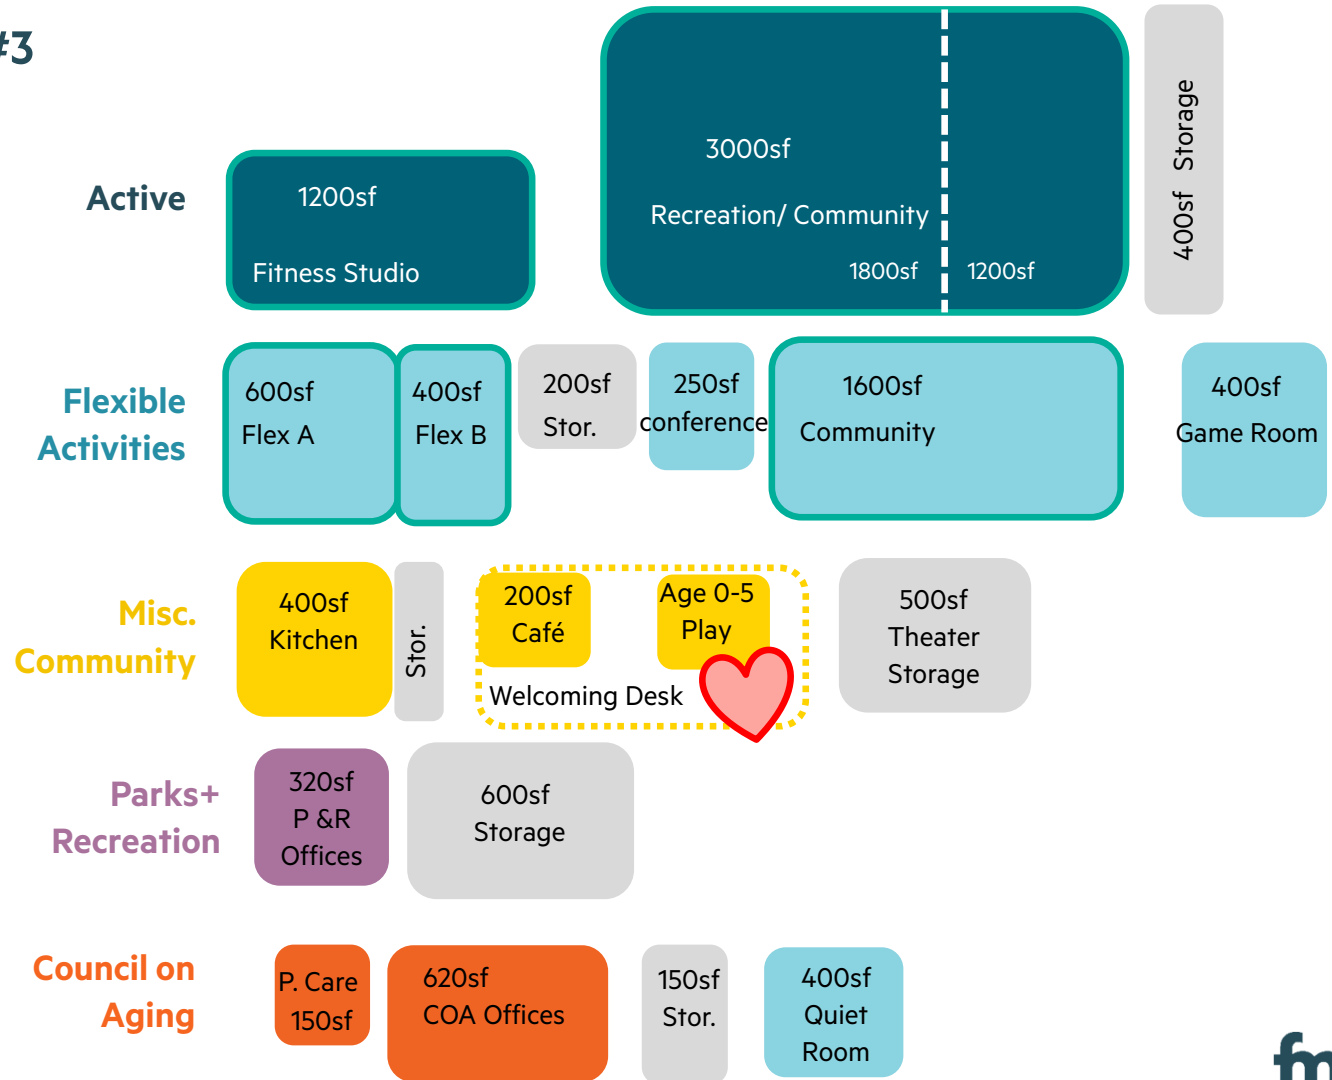 #3
Active
1200sf
Fitness Studio
3000sf
Recreation/ Community
1800sf
1200sf
400sf Storage
Flexible
Activities
600sf
Flex A
400sf
Flex B
200sf
Stor.
250sf
conference
1600sf
Community
400sf
Game Room
Misc.
Community
400sf
Kitchen
Stor.
200sf
Café
Age 0-5
Play
Welcoming Desk
500sf
Theater
Storage
Parks+
Recreation
320sf
P &R
Offices
600sf
Storage
Council on
Aging
P. Care
150sf
620sf
COA Offices
150sf
Stor.
400sf
Quiet
Room